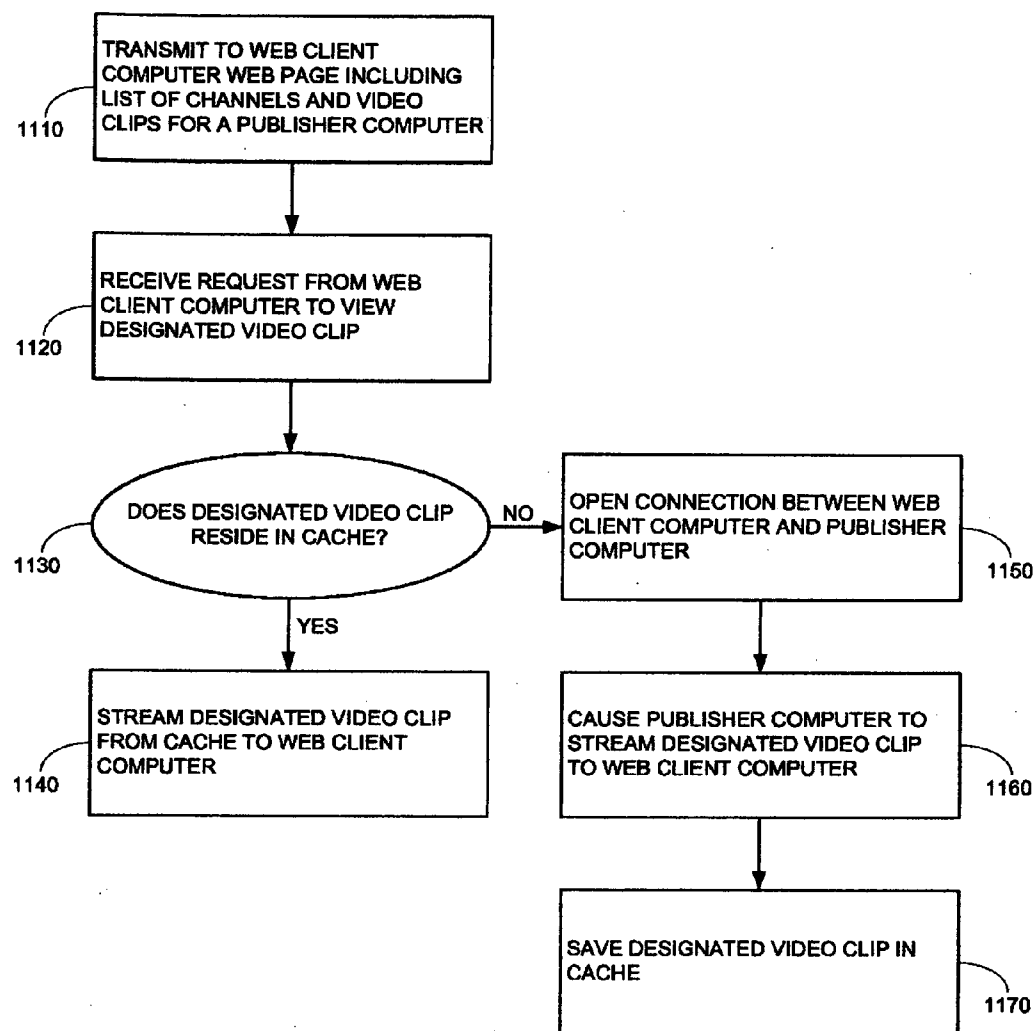 TRANSMIT TO WEB CLIENT
COMPUTER WEB PAGE INCLUDING
LIST OF CHANNELS AND VIDEO
CLIPS FOR A PUBLISHER COMPUTER
1110
RECEIVE REQUEST FROM WEB
CLIENT COMPUTER TO VIEW
DESIGNATED VIDEO CLIP
1120
DOES DESIGNATED VIDEO CLIP
RESIDE IN CACHE?
1130
NO
YES
OPEN CONNECTION BETWEEN WEB
CLIENT COMPUTER AND PUBLISHER
COMPUTER
1150
STREAM DESIGNATED VIDEO CLIP
FROM CACHE TO WEB CLIENT
COMPUTER
1140
CAUSE PUBLISHER COMPUTER TO
STREAM DESIGNATED VIDEO CLIP
TO WEB CLIENT COMPUTER
1160
SAVE DESIGNATED VIDEO CLIP IN
CACHE
1170